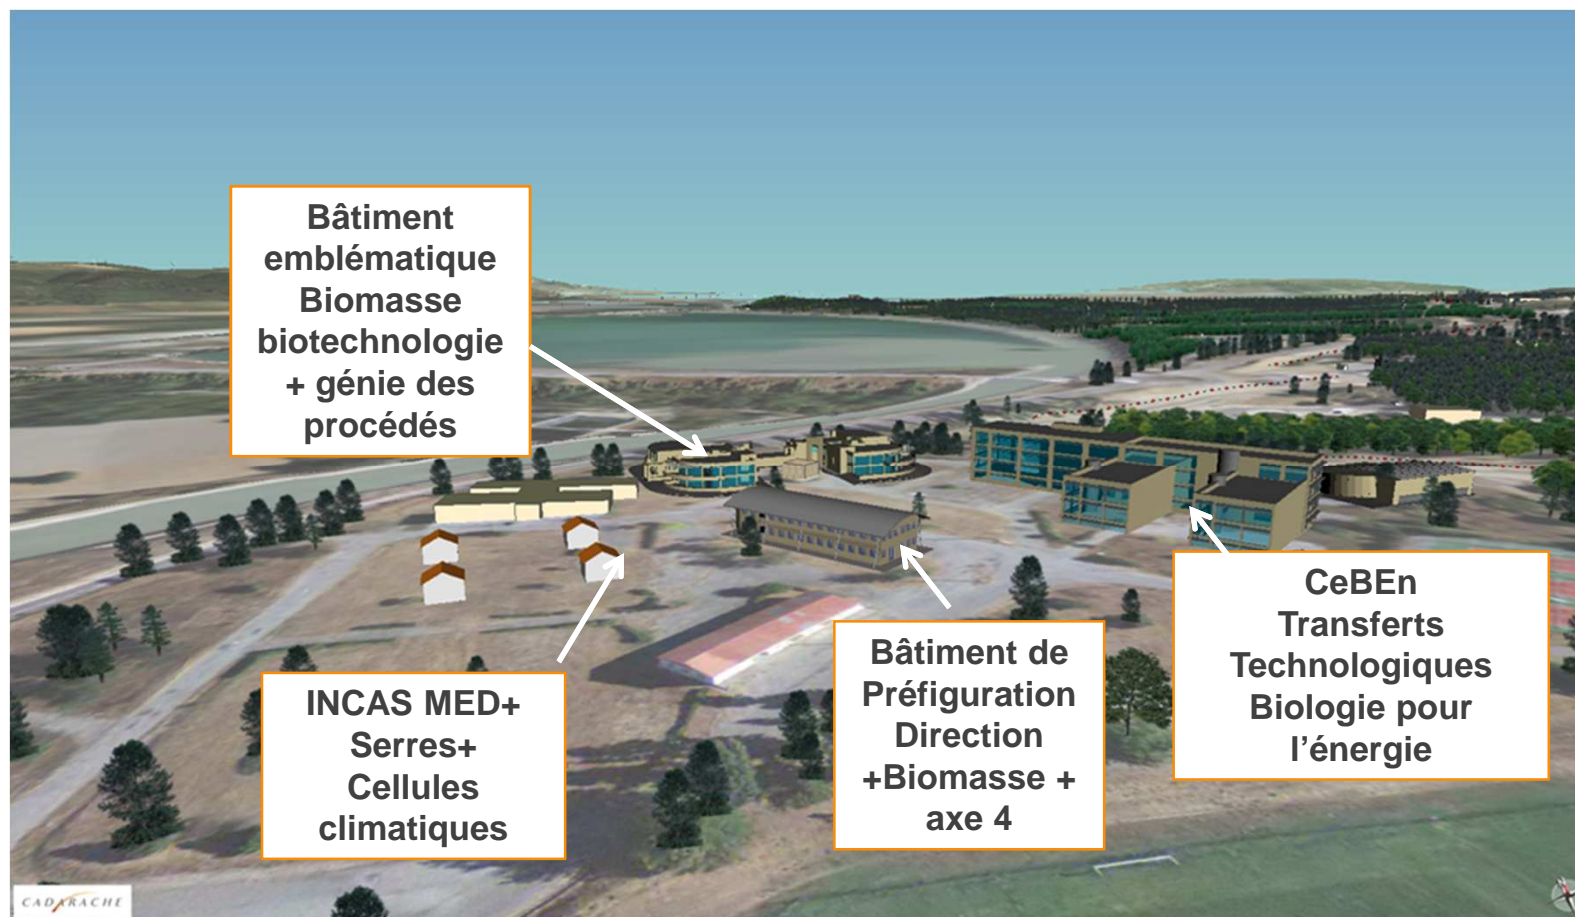 Bâtiment
emblématique
Biomasse
biotechnologie
+ génie des
procédés
INCAS MED+
Serres+
Cellules
climatiques
Bâtiment de
Préfiguration
Direction
+Biomasse +
axe 4
CeBEn
Transferts
Technologiques
Biologie pour
l’énergie
CADARACHE